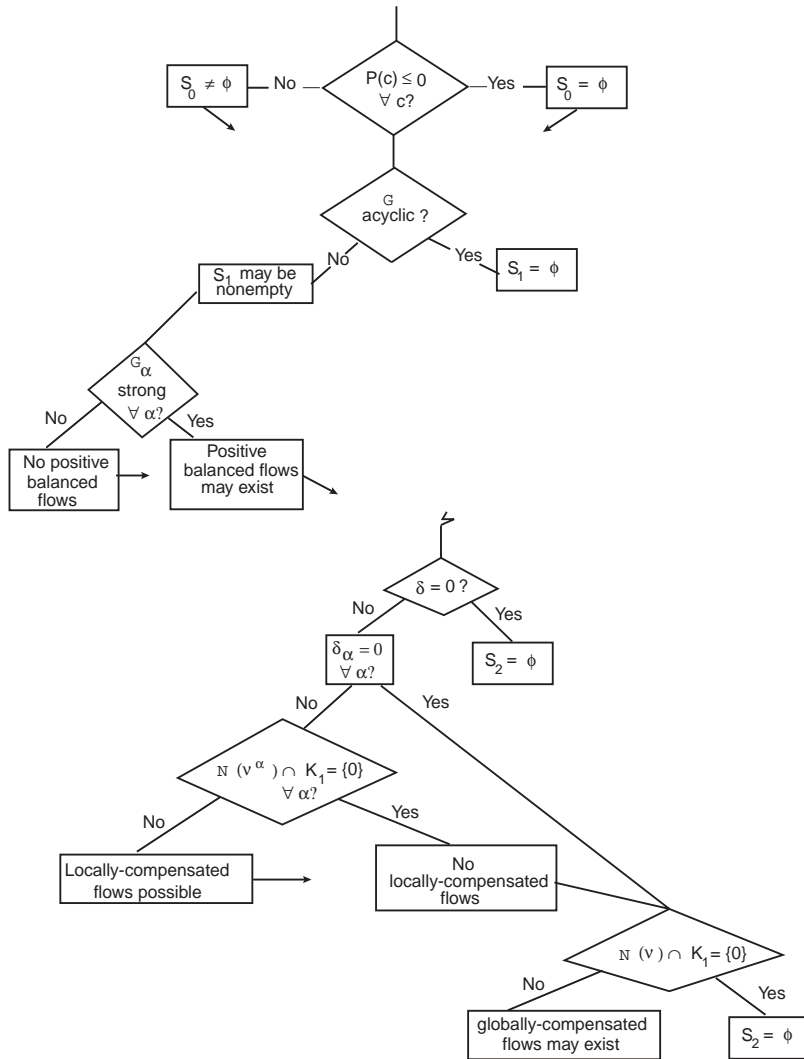 P(c) ≤ 0
∀ c?
No
Yes
S₀ ≠ ϕ
S₀ = ϕ
G
acyclic ?
No
Yes
S₁ may be
nonempty
S₁ = ϕ
G_α
strong
∀ α?
No
Yes
No positive
balanced
flows
Positive
balanced flows
may exist
δ = 0 ?
No
Yes
δ_α = 0
∀ α?
S₂ = ϕ
No
Yes
N (ν^α) ∩ K₁= {0}
∀ α?
No
Yes
Locally-compensated
flows possible
No
locally-compensated
flows
N (ν) ∩ K₁= {0}
No
Yes
globally-compensated
flows may exist
S₂ = ϕ